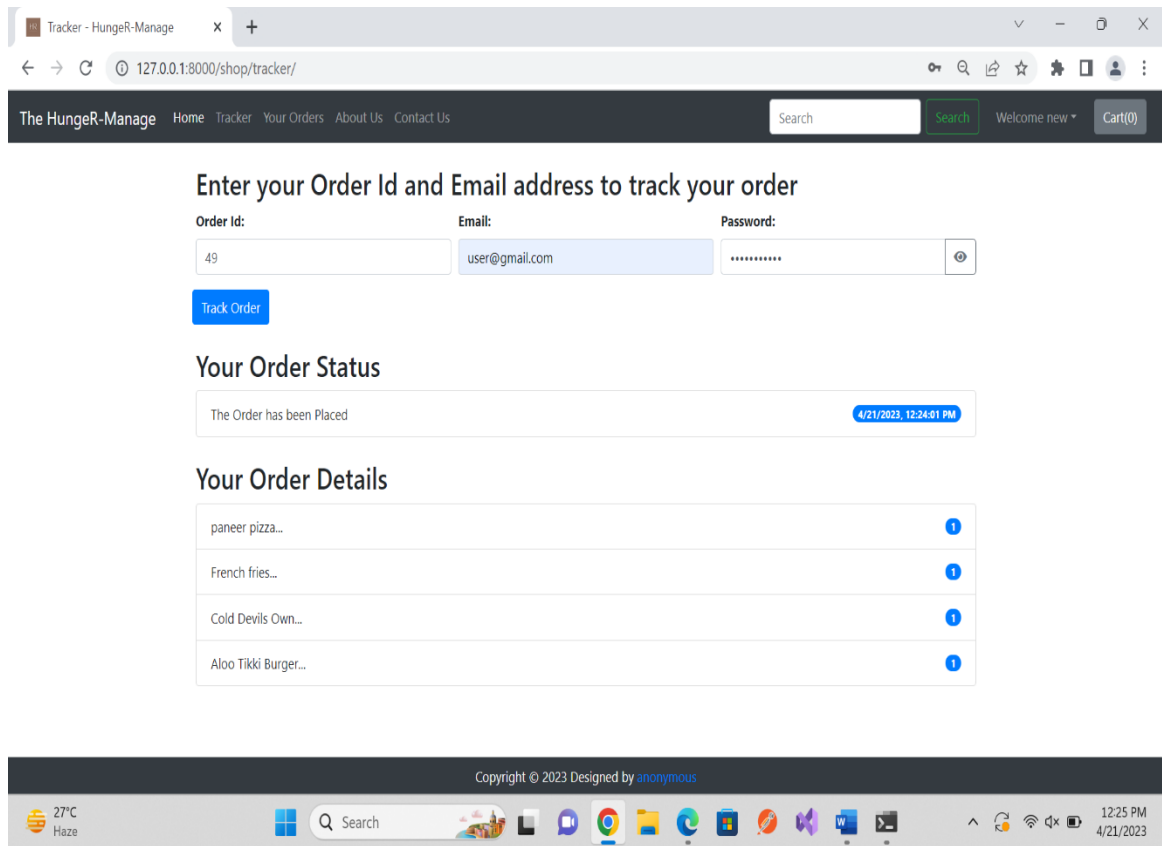 Tracker - HungeR-Manage
127.0.0.1:8000/shop/tracker/
The HungeR-Manage Home Tracker Your Orders About Us Contact Us Search Search Welcome new Cart(0)
Enter your Order Id and Email address to track your order
Order Id: Email: Password:
49 user@gmail.com •••••••••••
Track Order
Your Order Status
The Order has been Placed 4/21/2023, 12:24:01 PM
Your Order Details
paneer pizza... 1
French fries... 1
Cold Devils Own... 1
Aloo Tikki Burger... 1
Copyright © 2023 Designed by anonymous
27°C Search 12:25 PM
Haze 4/21/2023